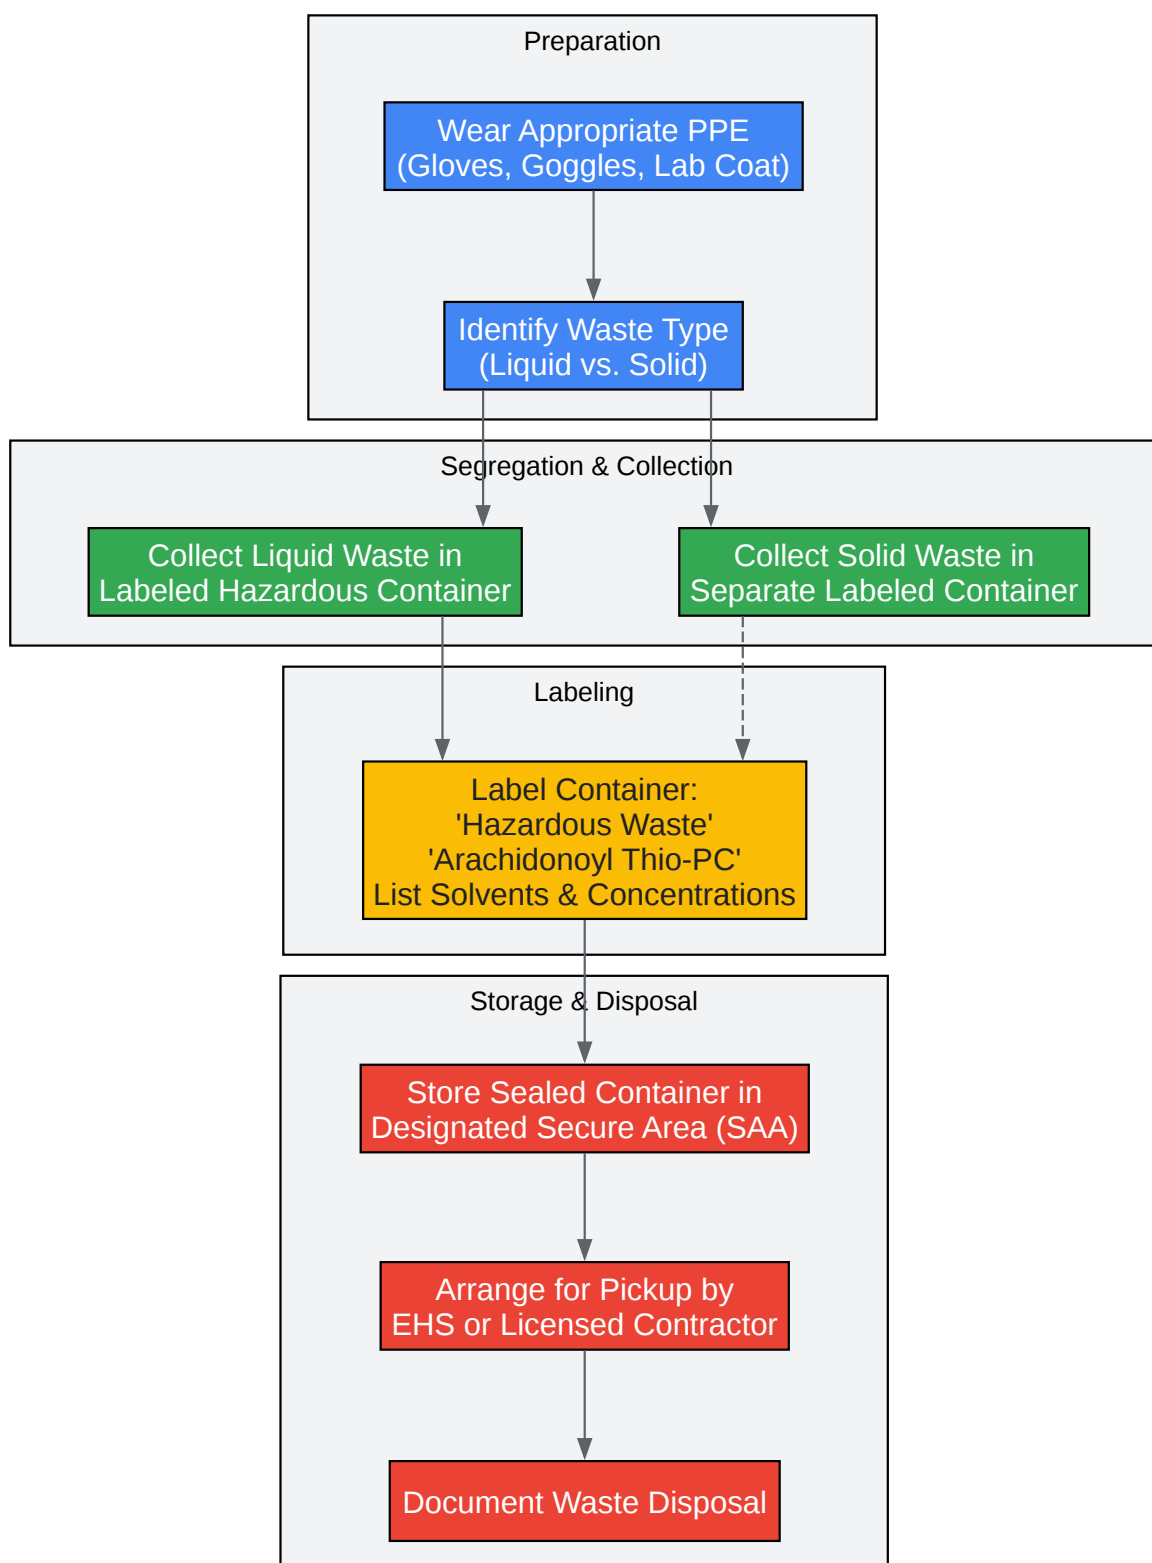 Preparation
Wear Appropriate PPE
(Gloves, Goggles, Lab Coat)
Identify Waste Type
(Liquid vs. Solid)
Segregation & Collection
Collect Liquid Waste in
Labeled Hazardous Container
Collect Solid Waste in
Separate Labeled Container
Labeling
Label Container:
'Hazardous Waste'
'Arachidonoyl Thio-PC'
List Solvents & Concentrations
Storage & Disposal
Store Sealed Container in
Designated Secure Area (SAA)
Arrange for Pickup by
EHS or Licensed Contractor
Document Waste Disposal